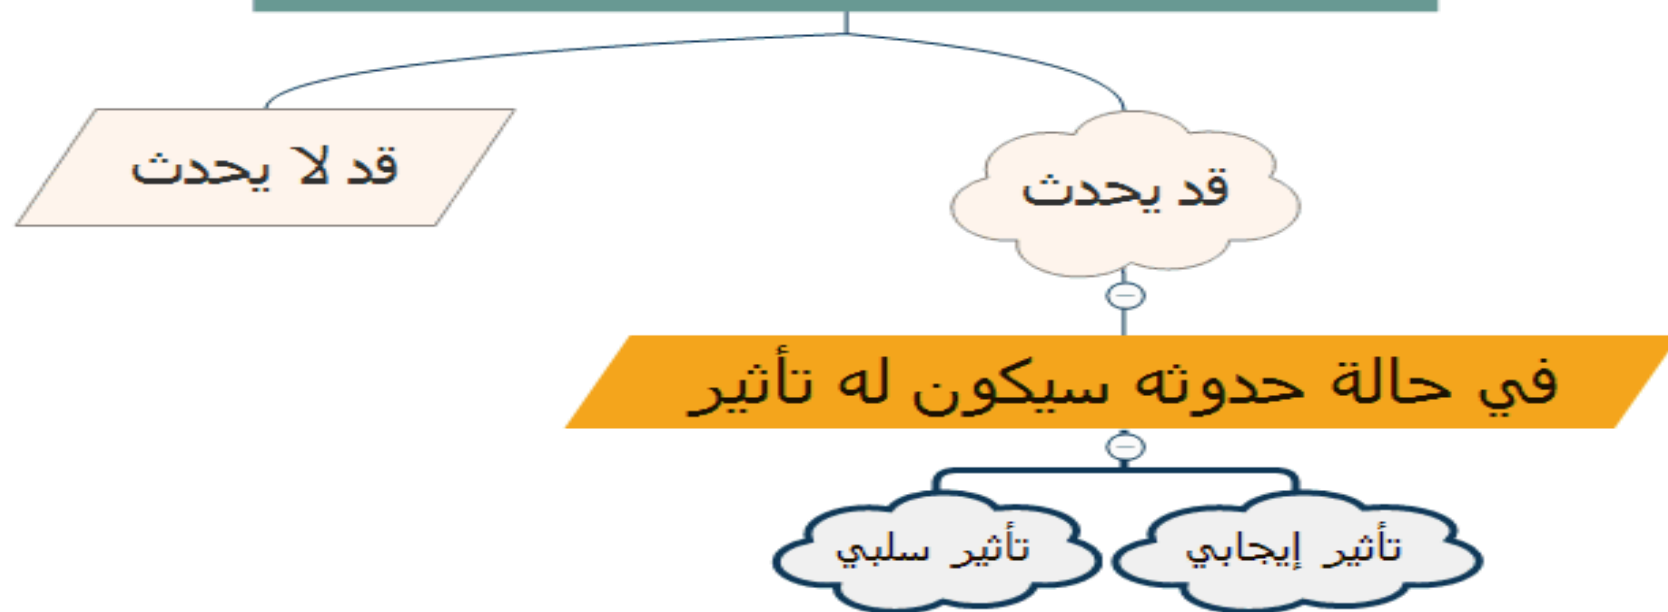 قد يحدث
قد لا يحدث
في حالة حدوثه سيكون له تأثير
تأثير إيجابي
تأثير سلبي